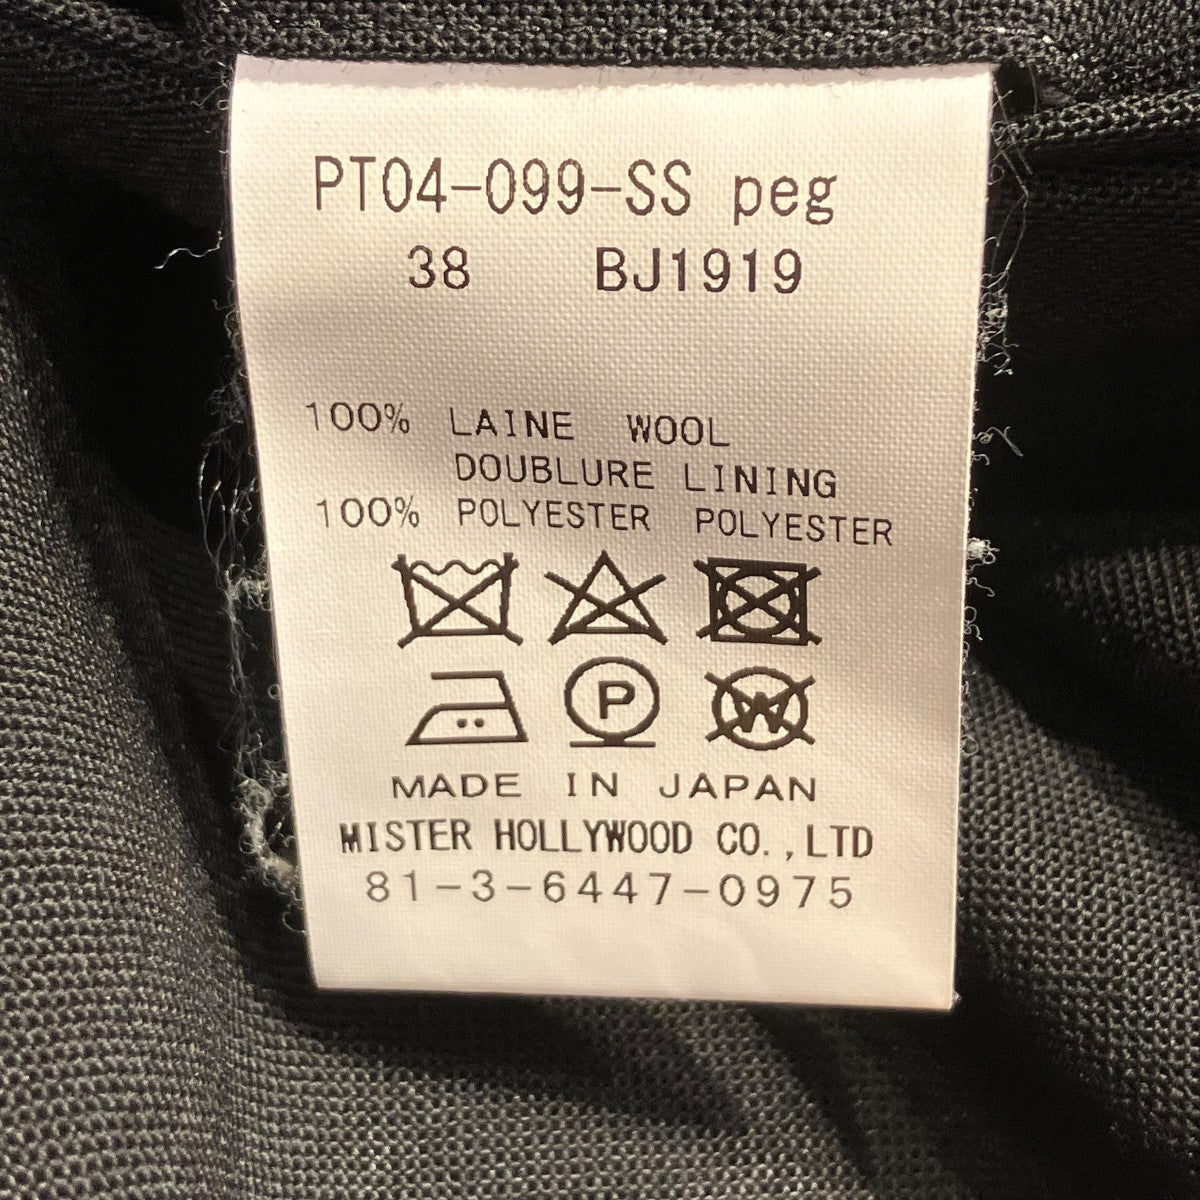 PT04-099-SS peg
38 BJ1919
100% LAINE WOOL
DOUBLURE LINING
100% POLYESTER POLYESTER
P W
MADE IN JAPAN
MISTER HOLLYWOOD CO.,LTD
81-3-6447-0975